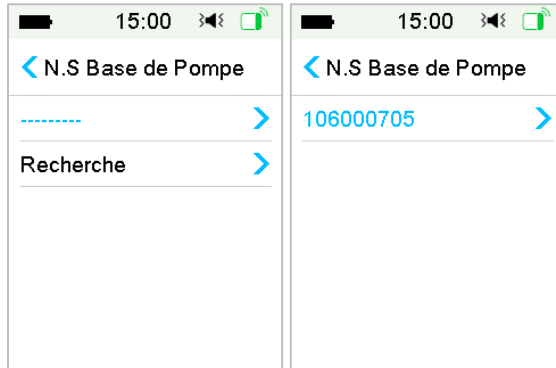 15:00
N.S Base de Pompe
---------
Recherche
15:00
N.S Base de Pompe
106000705